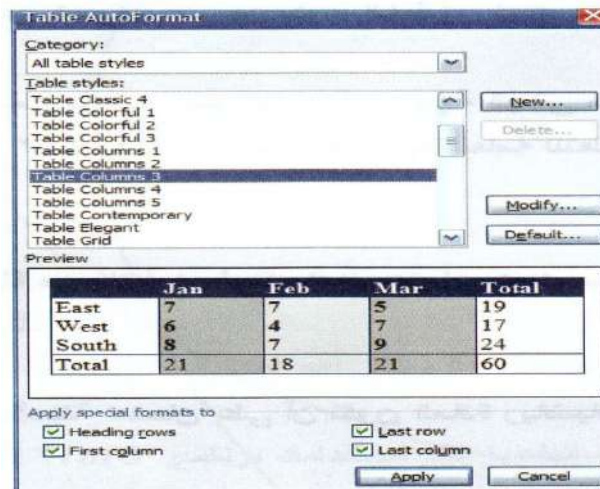 Table AutoFormat
Category:
All table styles
Table styles:
Table Classic 4
Table Colorful 1
Table Colorful 2
Table Colorful 3
Table Columns 1
Table Columns 2
Table Columns 3
Table Columns 4
Table Columns 5
Table Contemporary
Table Elegant
Table Grid
New...
Delete...
Modify...
Default...
Preview
Jan Feb Mar Total
East 7 7 5 19
West 6 4 7 17
South 8 7 9 24
Total 21 18 21 60
Apply special formats to
Heading rows Last row
First column Last column
Apply Cancel